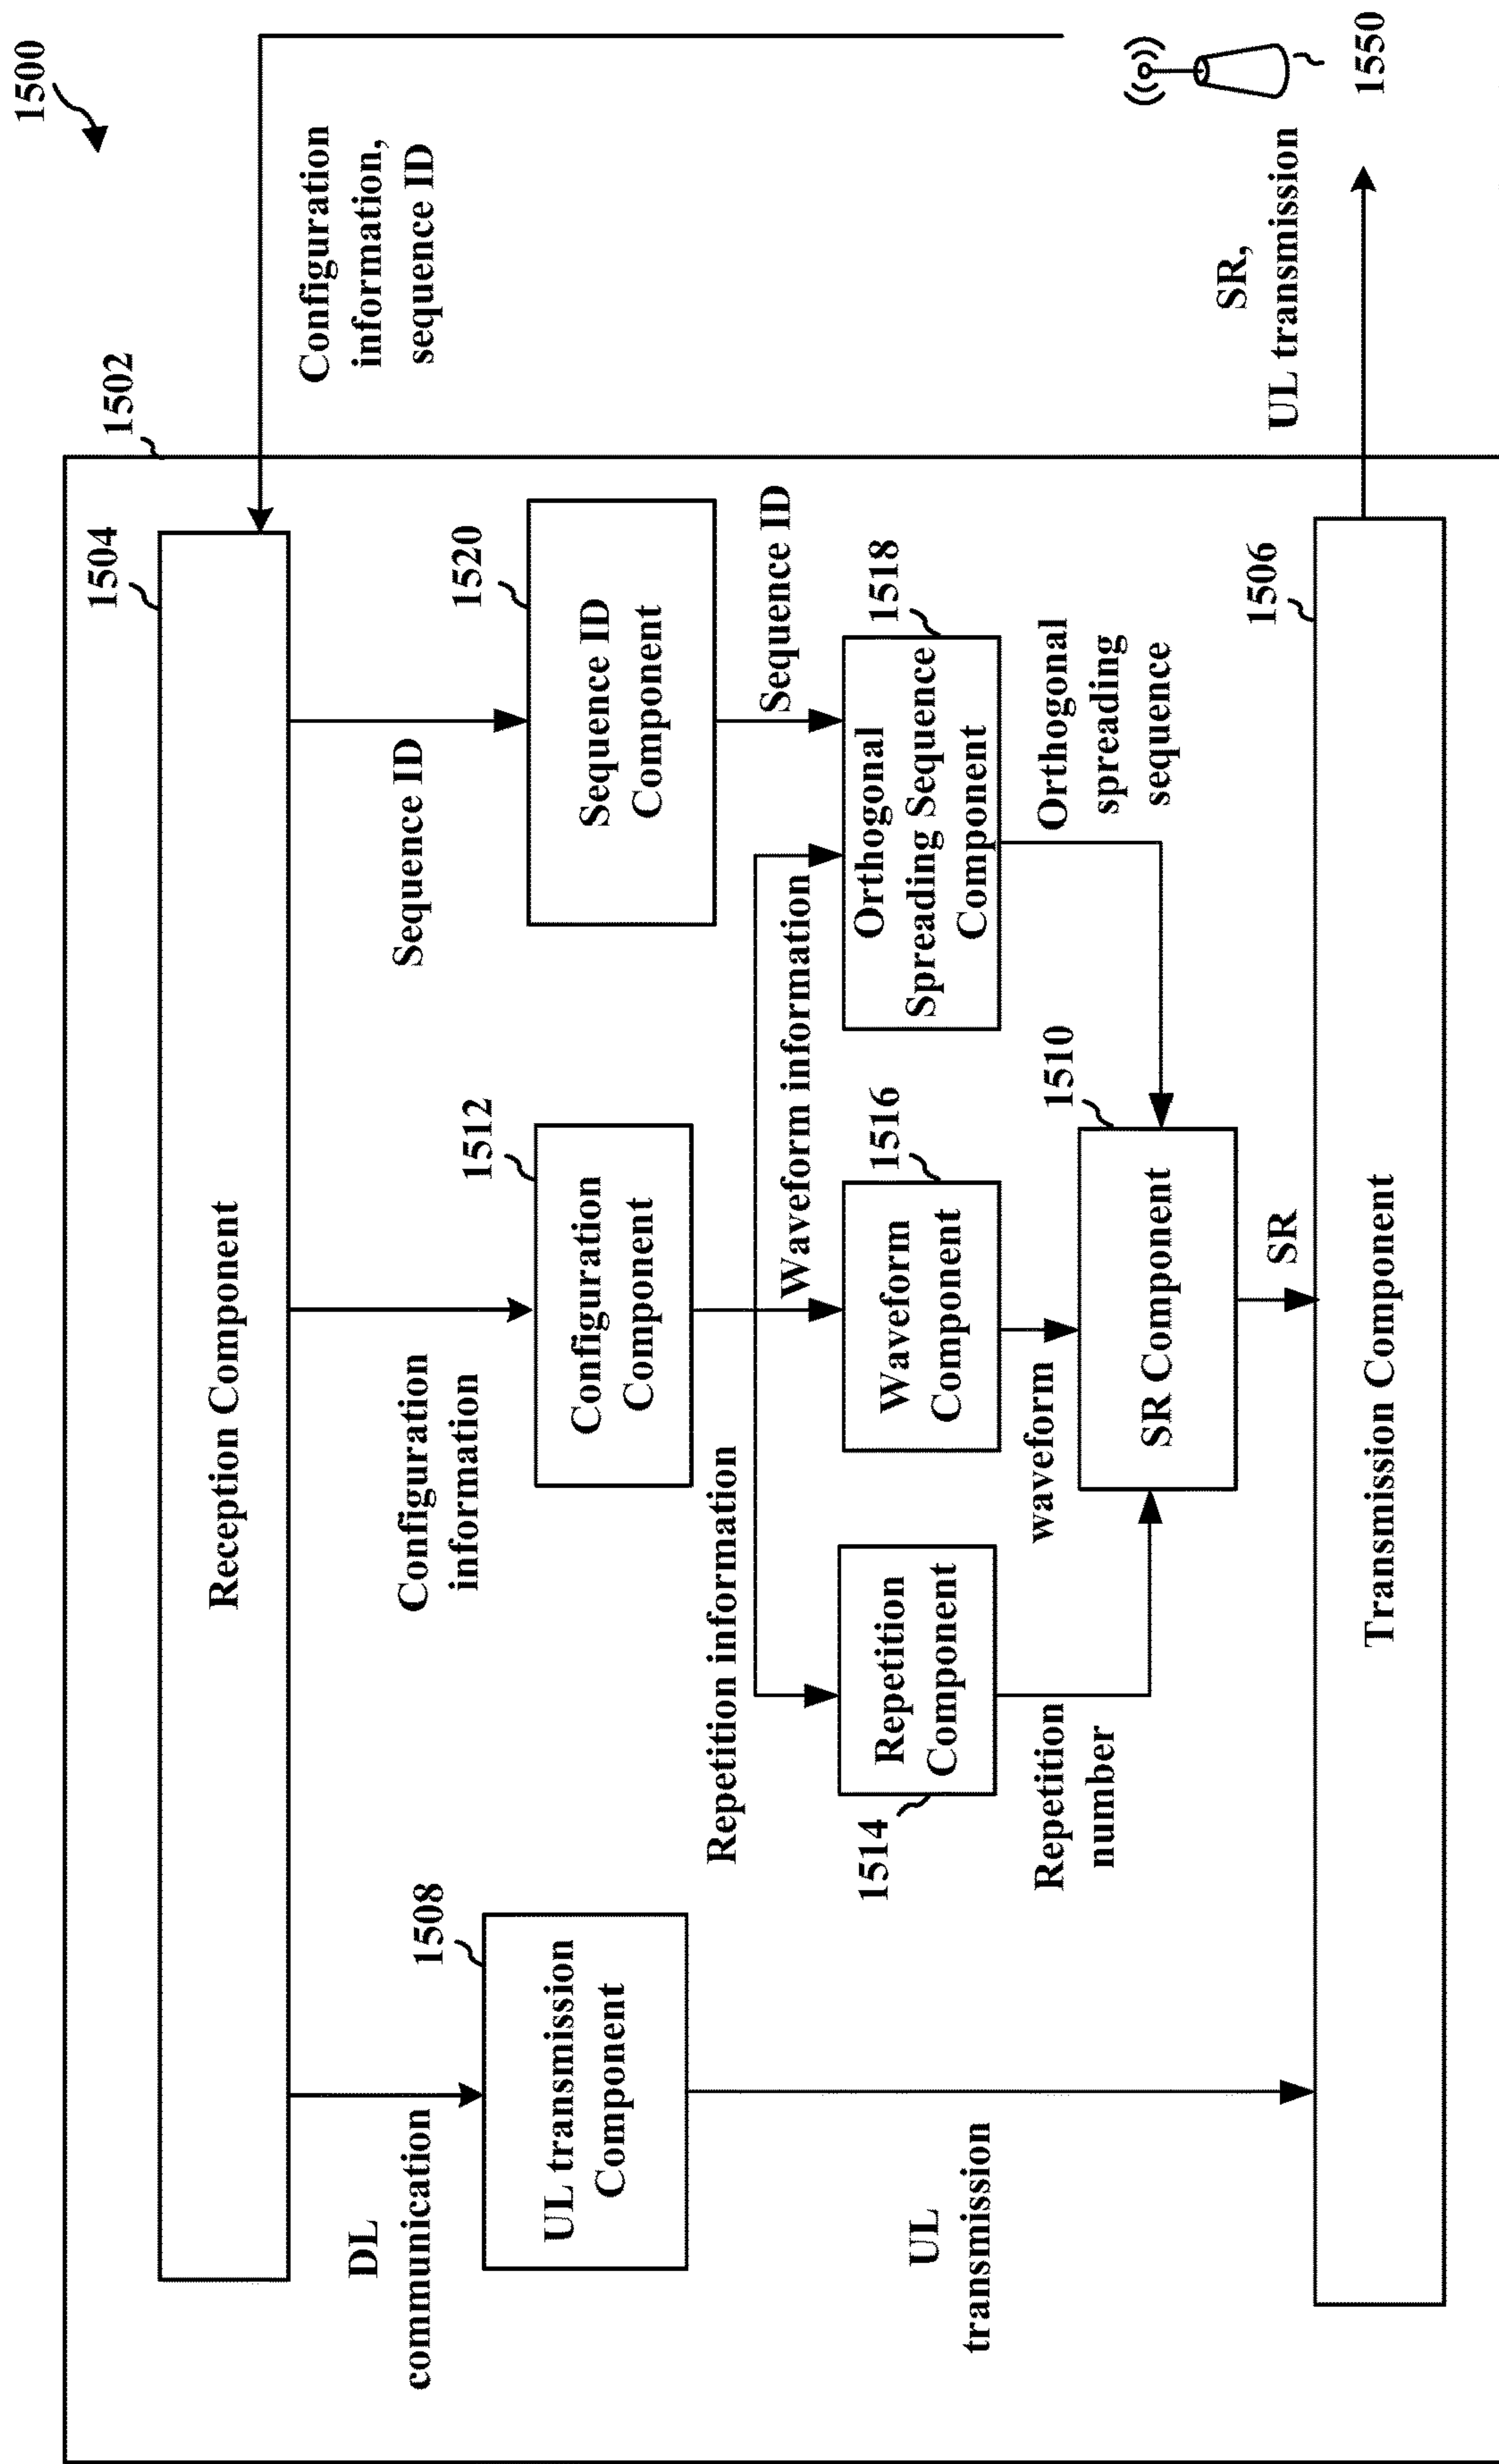 1500
1502
1504
Reception Component
Configuration
information,
sequence ID
DL
communication
Configuration
information
Sequence ID
1508
UL transmission
Component
1512
Configuration
Component
1520
Sequence ID
Component
Repetition information
Waveform information
Sequence ID
1514
Repetition
Component
1516
Waveform
Component
1518
Orthogonal
Spreading Sequence
Component
UL
transmission
Repetition
number
waveform
1510
SR Component
Orthogonal
spreading
sequence
SR
1506
Transmission Component
SR,
UL transmission
1550